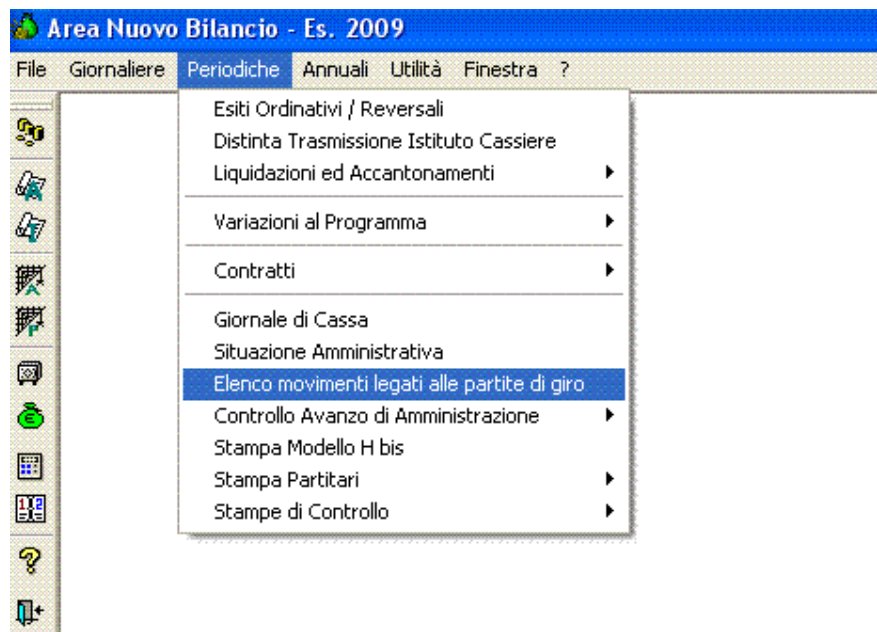 Area Nuovo Bilancio - Es. 2009
File Giornaliere Periodiche Annuali Utilità Finestra ?
Esiti Ordinativi / Reversali
Distinta Trasmissione Istituto Cassiere
Liquidazioni ed Accantonamenti
Variazioni al Programma
Contratti
Giornale di Cassa
Situazione Amministrativa
Elenco movimenti legati alle partite di giro
Controllo Avanzo di Amministrazione
Stampa Modello H bis
Stampa Partitari
Stampe di Controllo